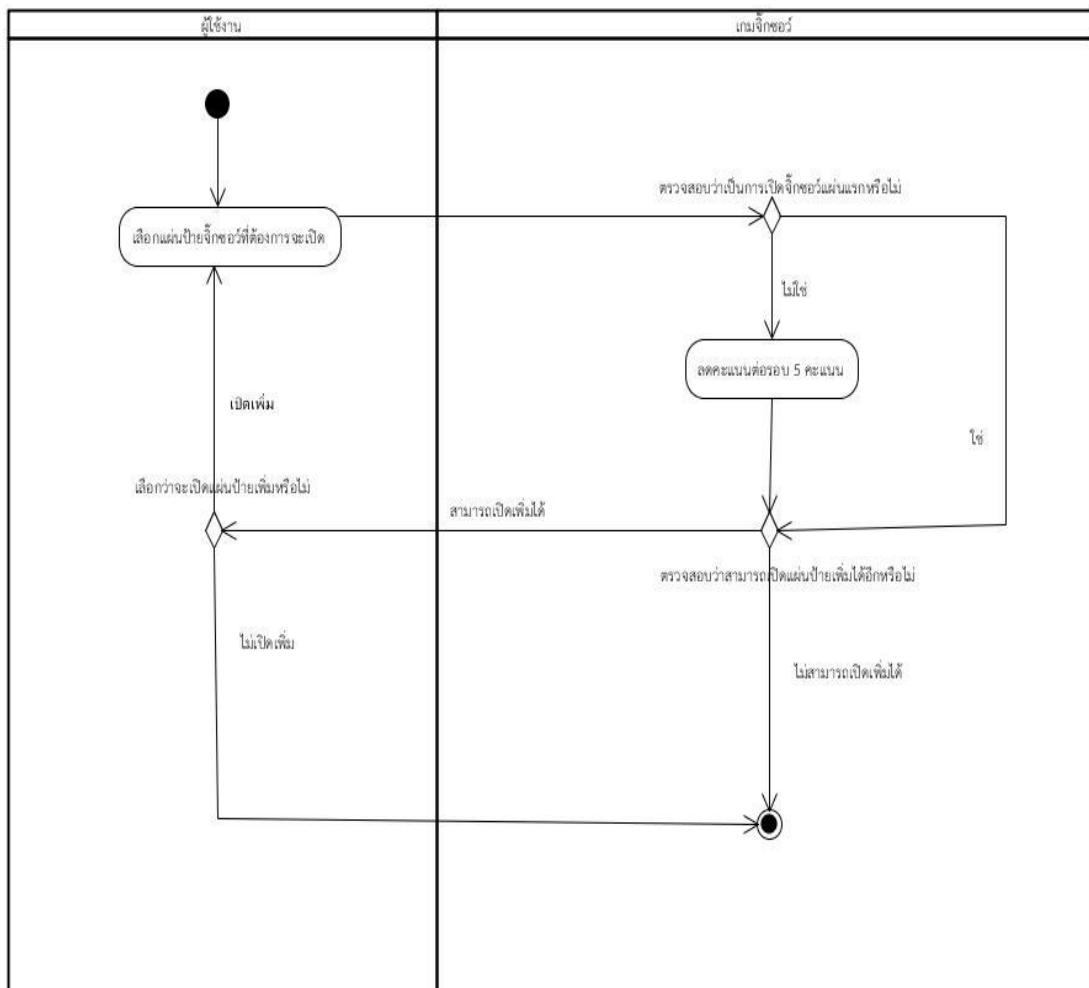 ผู้ใช้งาน
เกมจิ๊กซอว์
ตรวจสอบว่าเป็นการเปิดจิ๊กซอว์แผ่นแรกหรือไม่
เลือกแผ่นป้ายจิ๊กซอว์ที่ต้องการจะเปิด
ไม่ใช่
ลดคะแนนต่อรอบ 5 คะแนน
เปิดเพิ่ม
ใช่
เลือกว่าจะเปิดแผ่นป้ายเพิ่มหรือไม่
สามารถเปิดเพิ่มได้
ตรวจสอบว่าสามารถเปิดแผ่นป้ายเพิ่มได้อีกหรือไม่
ไม่เปิดเพิ่ม
ไม่สามารถเปิดเพิ่มได้